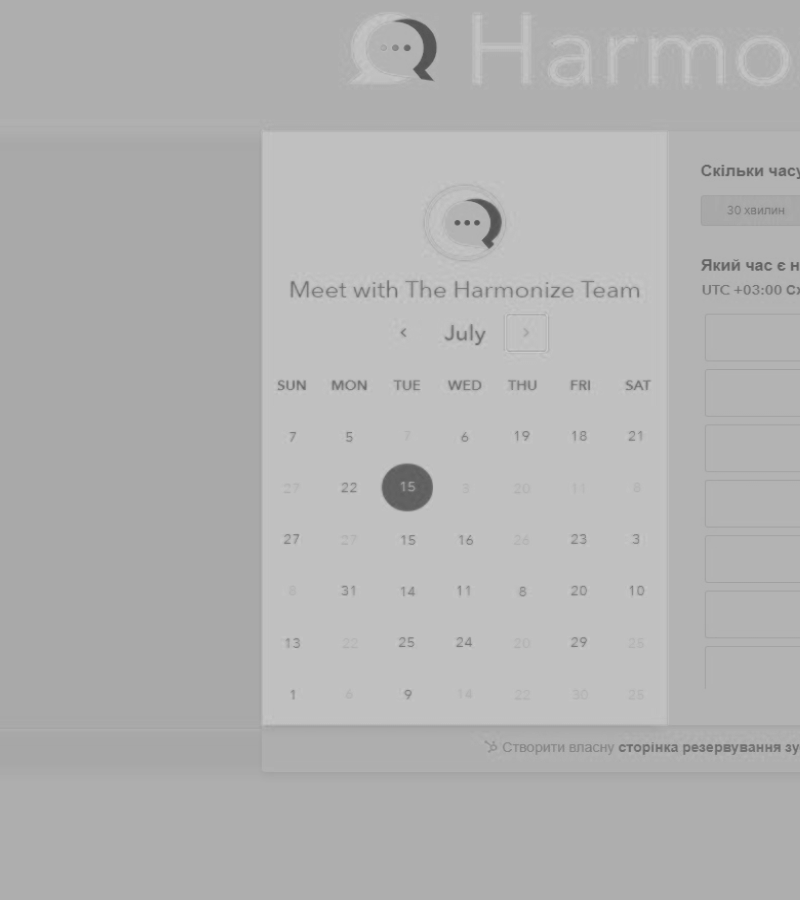 Harmo
Meet with The Harmonize Team
July
SUN MON TUE WED THU FRI SAT
7 5 7 6 19 18 21
27 22 15 3 20 11 6
27 27 15 16 26 23 3
8 31 14 11 8 20 10
13 22 25 24 20 29 25
1 6 9 14 22 30 25
Скільки часу
30 хвилин
Який час є н
UTC +03:00 Сх
Створити власну сторінка резервування зу